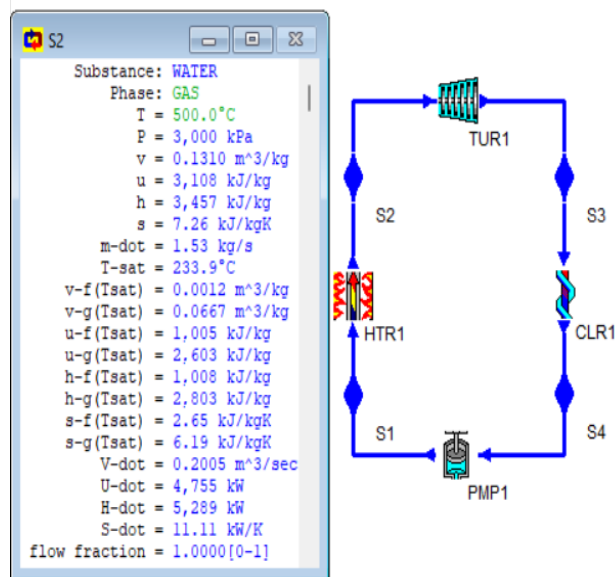 S2
Substance: WATER
Phase: GAS
T = 500.0°C
P = 3,000 kPa
v = 0.1310 m^3/kg
u = 3,108 kJ/kg
h = 3,457 kJ/kg
s = 7.26 kJ/kgK
m-dot = 1.53 kg/s
T-sat = 233.9°C
v-f(Tsat) = 0.0012 m^3/kg
v-g(Tsat) = 0.0667 m^3/kg
u-f(Tsat) = 1,005 kJ/kg
u-g(Tsat) = 2,603 kJ/kg
h-f(Tsat) = 1,008 kJ/kg
h-g(Tsat) = 2,803 kJ/kg
s-f(Tsat) = 2.65 kJ/kgK
s-g(Tsat) = 6.19 kJ/kgK
V-dot = 0.2005 m^3/sec
U-dot = 4,755 kW
H-dot = 5,289 kW
S-dot = 11.11 kW/K
flow fraction = 1.0000[0-1]
TUR1
S2
S3
HTR1
CLR1
S1
S4
PMP1